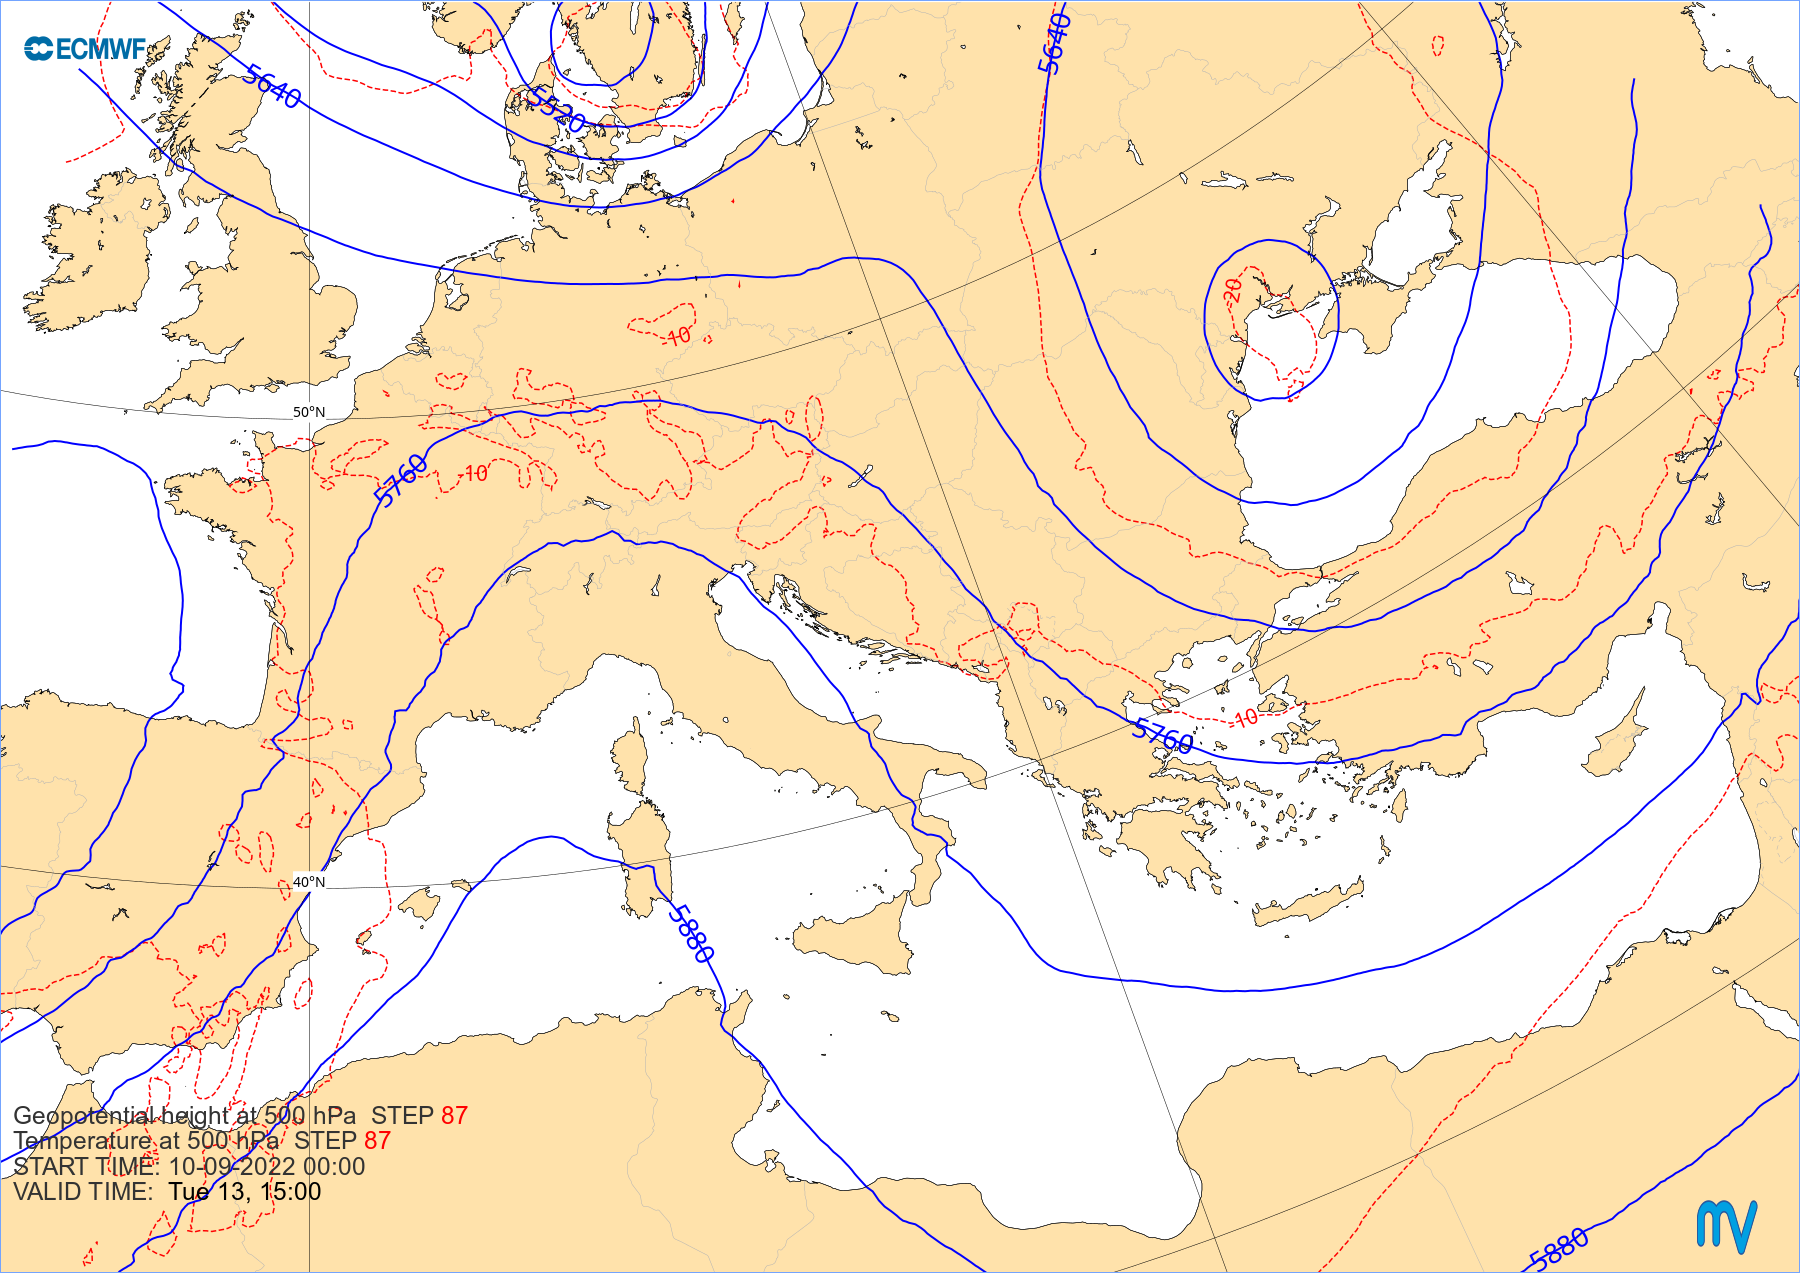 ECMWF
5640
5520
5640
-20
-10
50°N
5760
-10
-10
5760
40°N
5880
Geopotential height at 500 hPa  STEP 87
Temperature at 500 hPa  STEP 87
START TIME: 10-09-2022 00:00
VALID TIME:  Tue 13, 15:00
5880